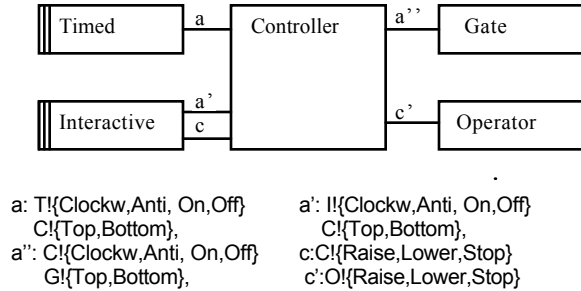 Timed a Controller a’’ Gate
Interactive a’ c c’ Operator
a: T!{Clockw,Anti, On,Off} a’: I!{Clockw,Anti, On,Off}
C!{Top,Bottom}, C!{Top,Bottom},
a’’: C!{Clockw,Anti, On,Off} c:C!{Raise,Lower,Stop}
G!{Top,Bottom}, c’:O!{Raise,Lower,Stop}